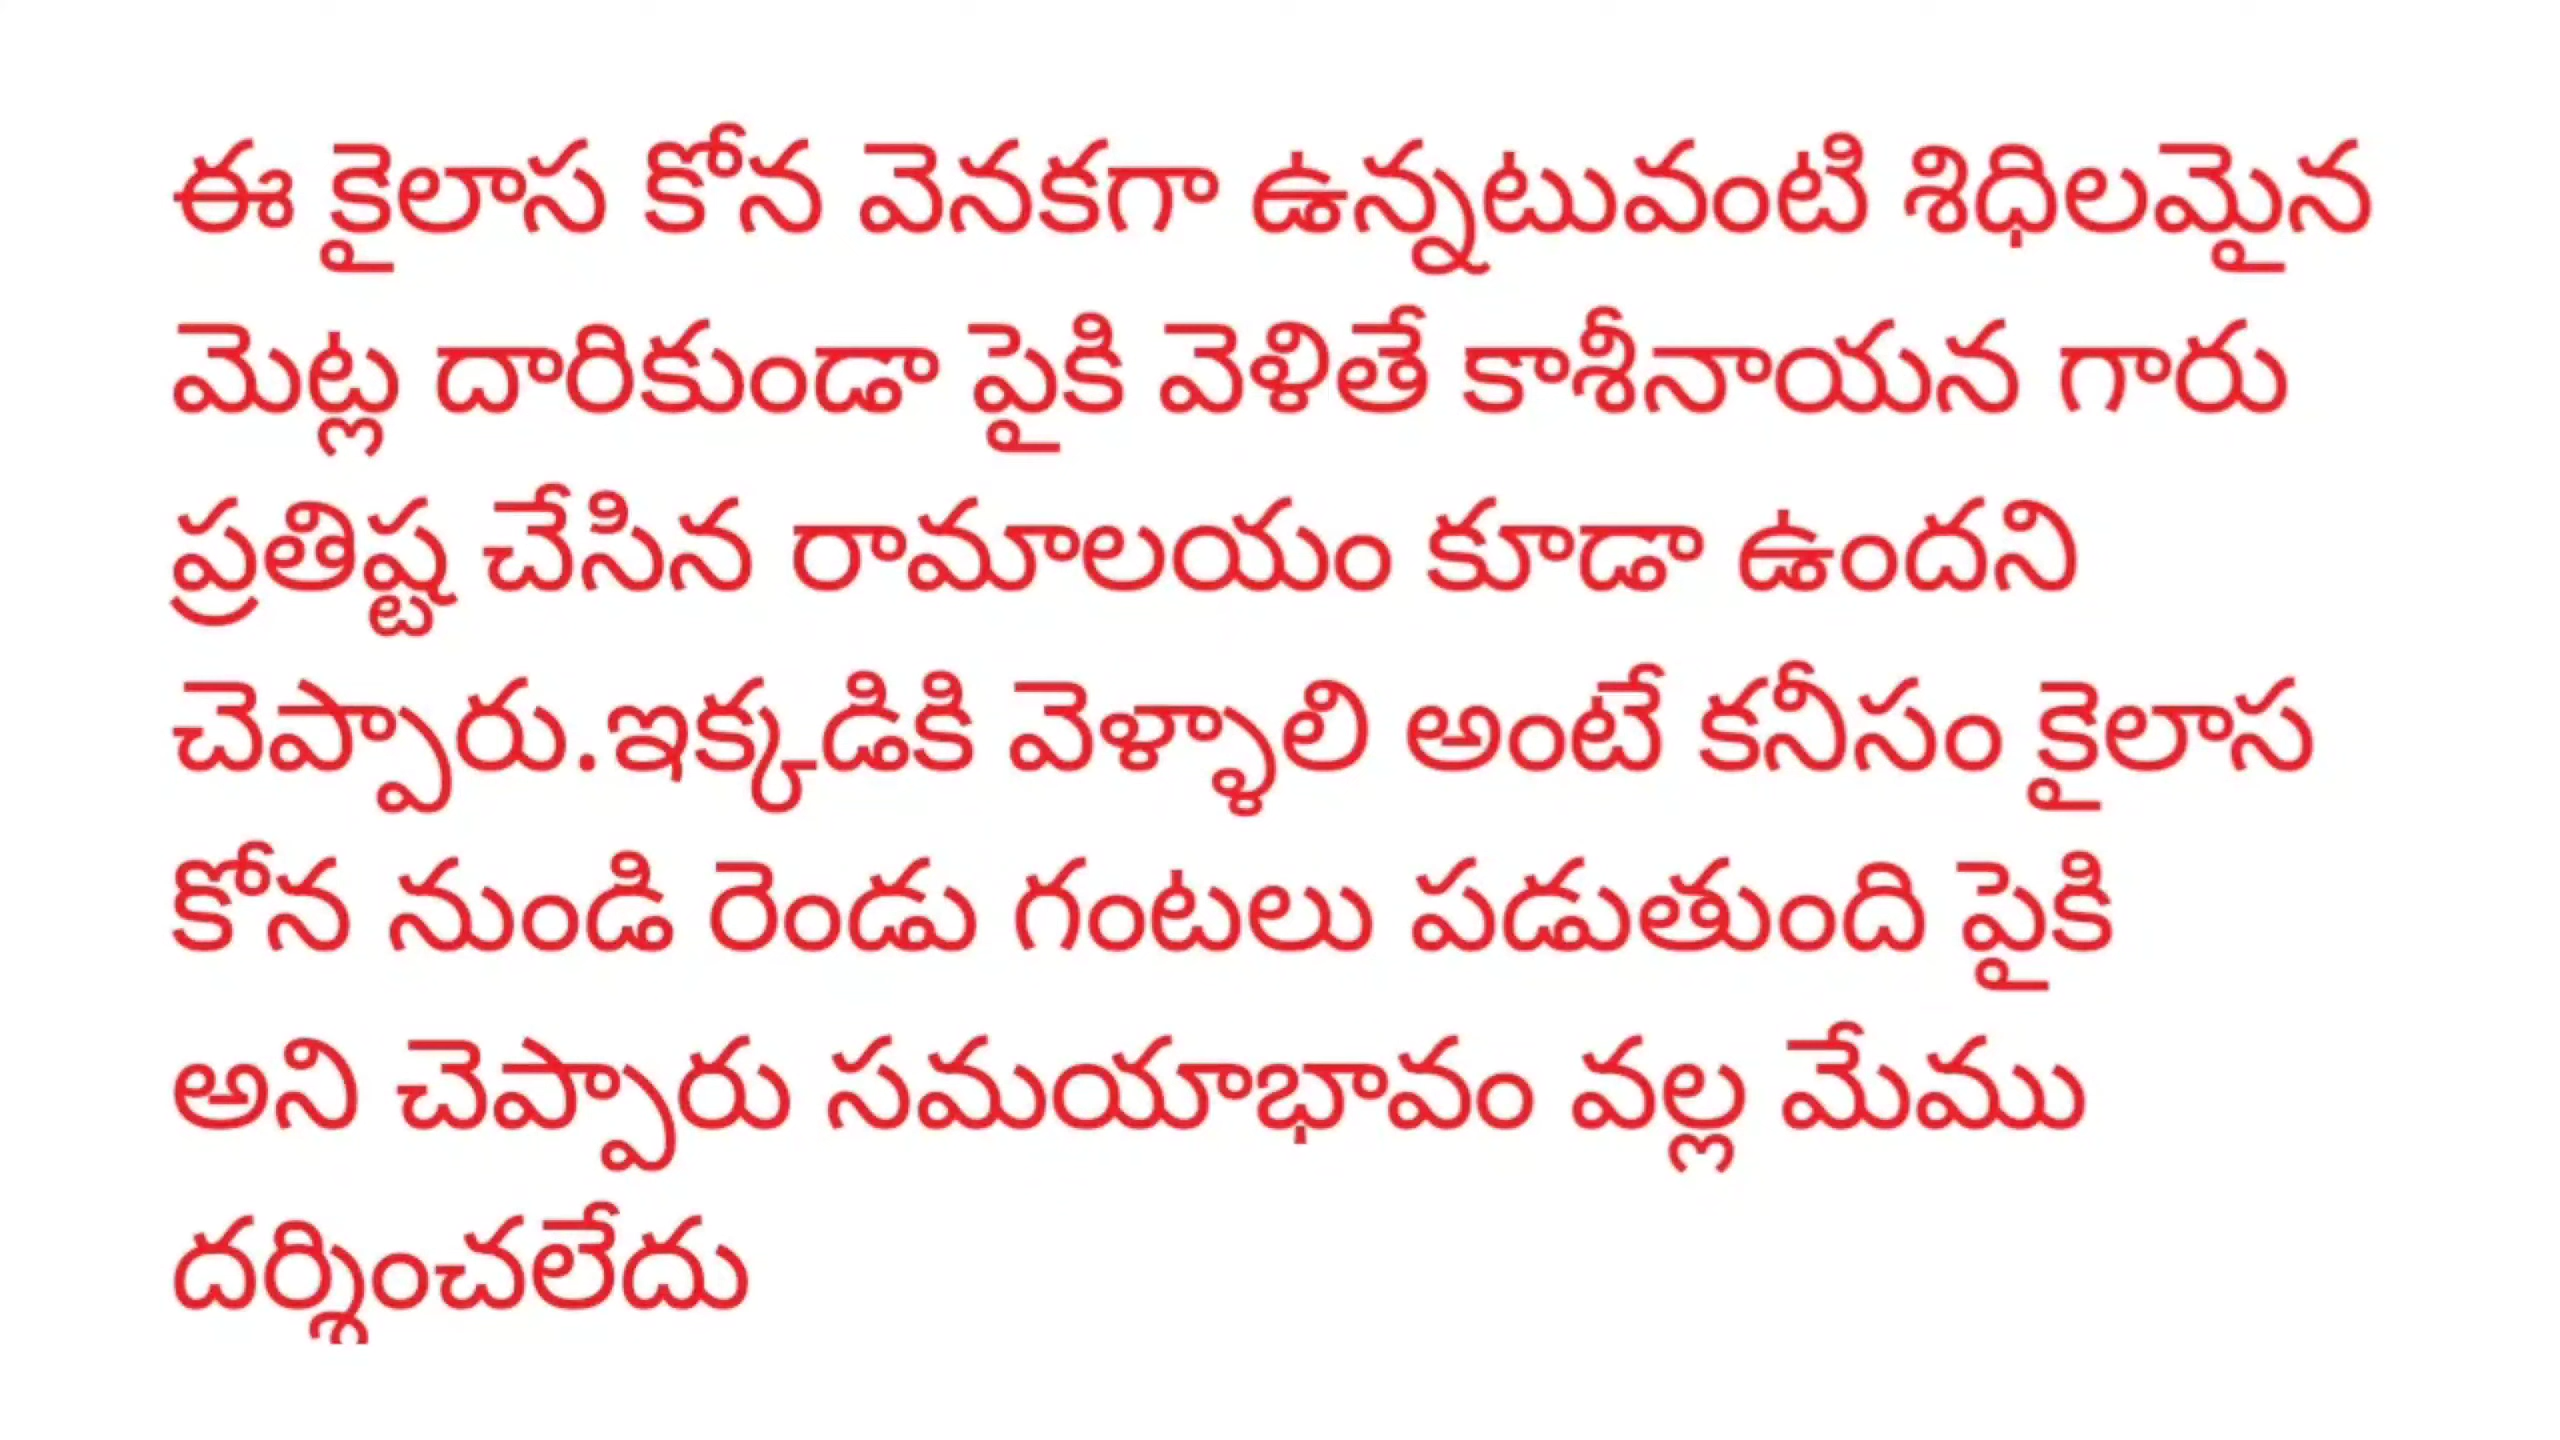 ఈ కైలాస కోన వెనకగా ఉన్నటువంటి శిధిలమైన
మెట్ల దారికుండా పైకి వెళితే కాశీనాయన గారు
ప్రతిష్ట చేసిన రామాలయం కూడా ఉందని
చెప్పారు.ఇక్కడికి వెళ్ళాలి అంటే కనీసం కైలాస
కోన నుండి రెండు గంటలు పడుతుంది పైకి
అని చెప్పారు సమయాభావం వల్ల మేము
దర్శించలేదు